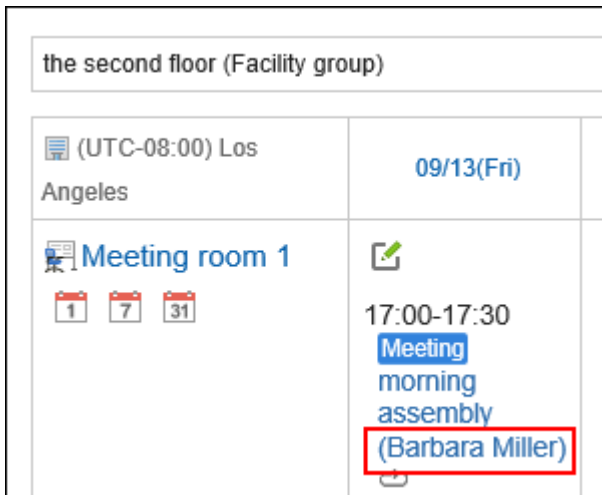 the second floor (Facility group)
(UTC-08:00) Los
Angeles
09/13(Fri)
Meeting room 1
1 7 31
17:00-17:30
Meeting
morning
assembly
(Barbara Miller)